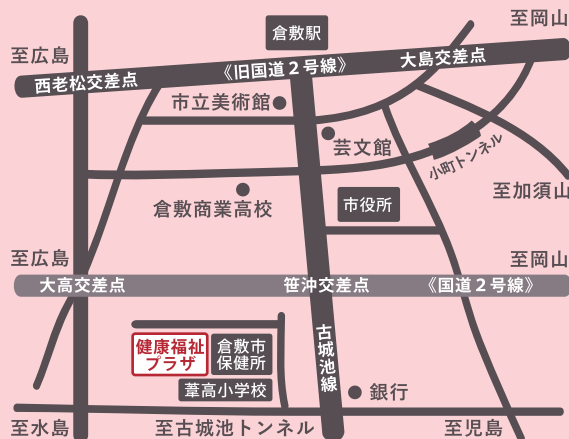 倉敷駅
至岡山
至広島
西老松交差点
《旧国道２号線》
大島交差点
市立美術館
芸文館
小町トンネル
至加須山
倉敷商業高校
市役所
至広島
至岡山
大高交差点
笹沖交差点
《国道２号線》
古城池線
健康福祉
プラザ
倉敷市
保健所
葦高小学校
銀行
至水島
至古城池トンネル
至児島